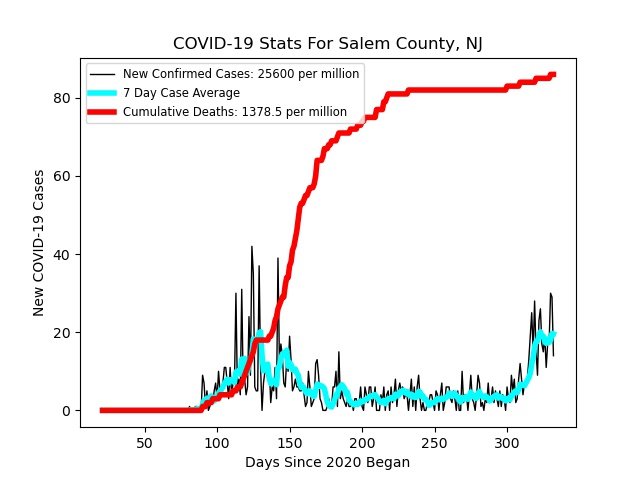 COVID-19 Stats For Salem County, NJ
New Confirmed Cases: 25600 per million
7 Day Case Average
Cumulative Deaths: 1378.5 per million
New COVID-19 Cases
80
60
40
20
0
50 100 150 200 250 300
Days Since 2020 Began